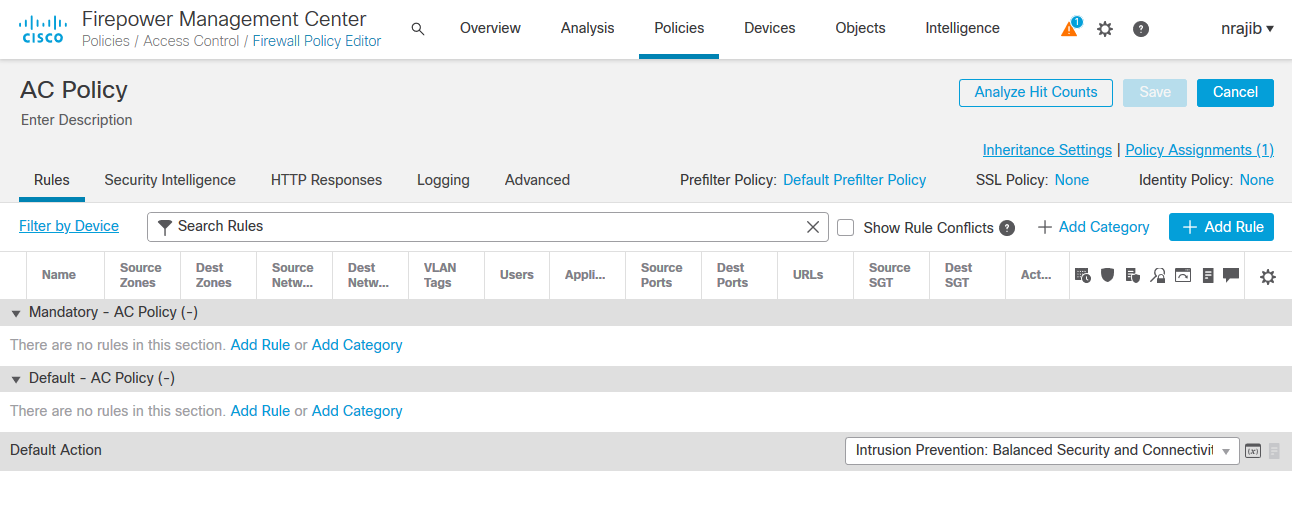 Firepower Management Center
CISCO
Policies / Access Control / Firewall Policy Editor
Overview
Analysis
Policies
Devices
Objects
Intelligence
1
?
nrajib
AC Policy
Enter Description
Analyze Hit Counts
Save
Cancel
Inheritance Settings | Policy Assignments (1)
Rules
Security Intelligence
HTTP Responses
Logging
Advanced
Prefilter Policy: Default Prefilter Policy
SSL Policy: None
Identity Policy: None
Filter by Device
Search Rules
Show Rule Conflicts ?
+ Add Category
+ Add Rule
Name
Source
Zones
Dest
Zones
Source
Netw...
Dest
Netw...
VLAN
Tags
Users
Appli...
Source
Ports
Dest
Ports
URLs
Source
SGT
Dest
SGT
Act...
Mandatory - AC Policy (-)
There are no rules in this section. Add Rule or Add Category
Default - AC Policy (-)
There are no rules in this section. Add Rule or Add Category
Default Action
Intrusion Prevention: Balanced Security and Connectivit
(x)